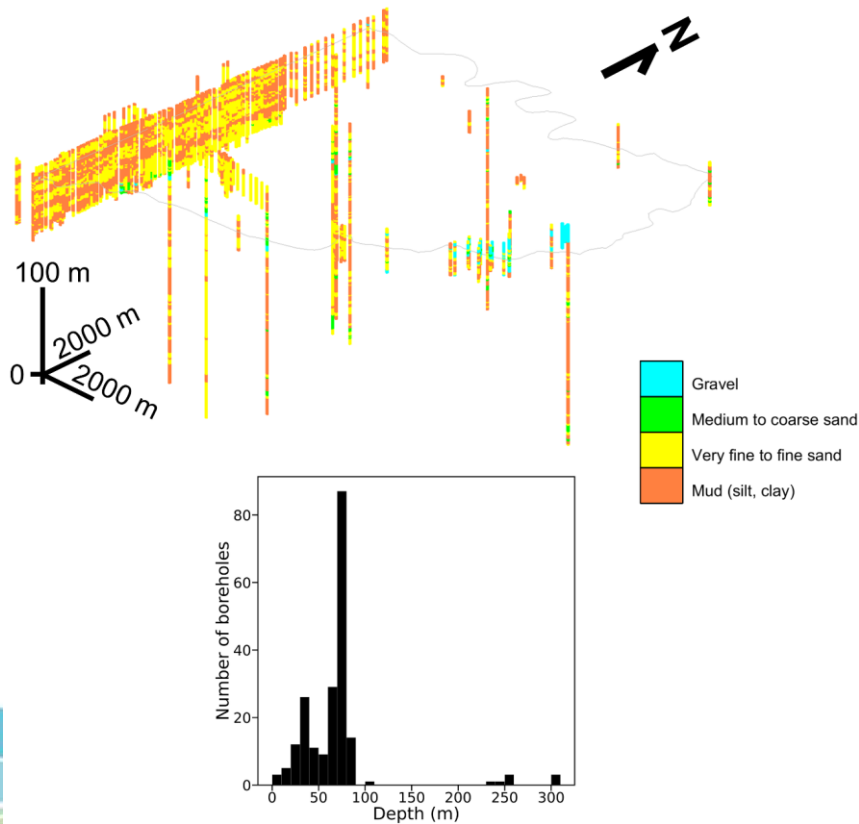 N
100 m
2000 m
0
2000 m
Gravel
Medium to coarse sand
Very fine to fine sand
Mud (silt, clay)
Number of boreholes
80
60
40
20
0
0 50 100 150 200 250 300
Depth (m)